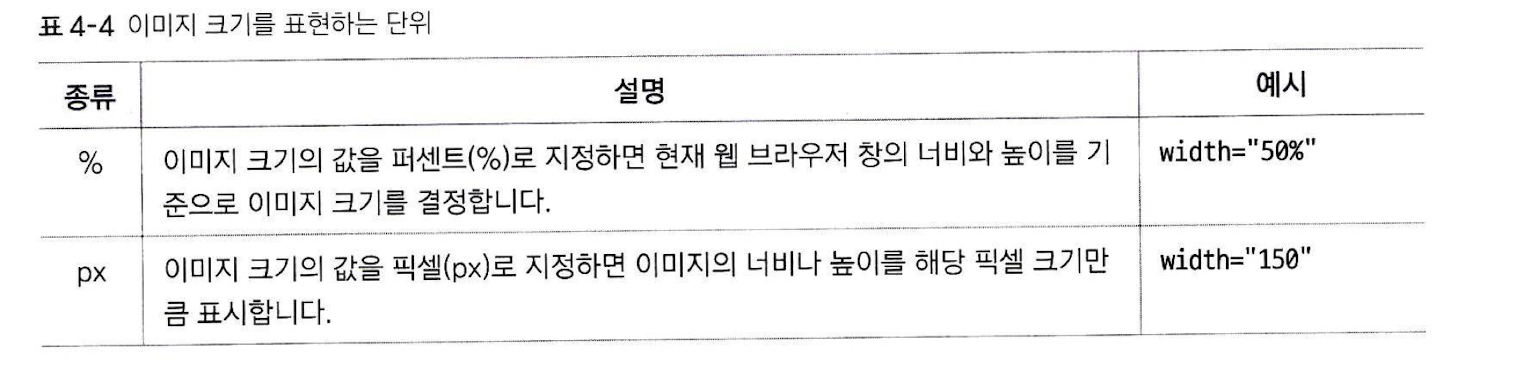 표 4-4 이미지 크기를 표현하는 단위
종류 설명 예시
% 이미지 크기의 값을 퍼센트(%)로 지정하면 현재 웹 브라우저 창의 너비와 높이를 기 width="50%"
준으로 이미지 크기를 결정합니다.
px 이미지 크기의 값을 픽셀(px)로 지정하면 이미지의 너비나 높이를 해당 픽셀 크기만 width="150"
큼 표시합니다.